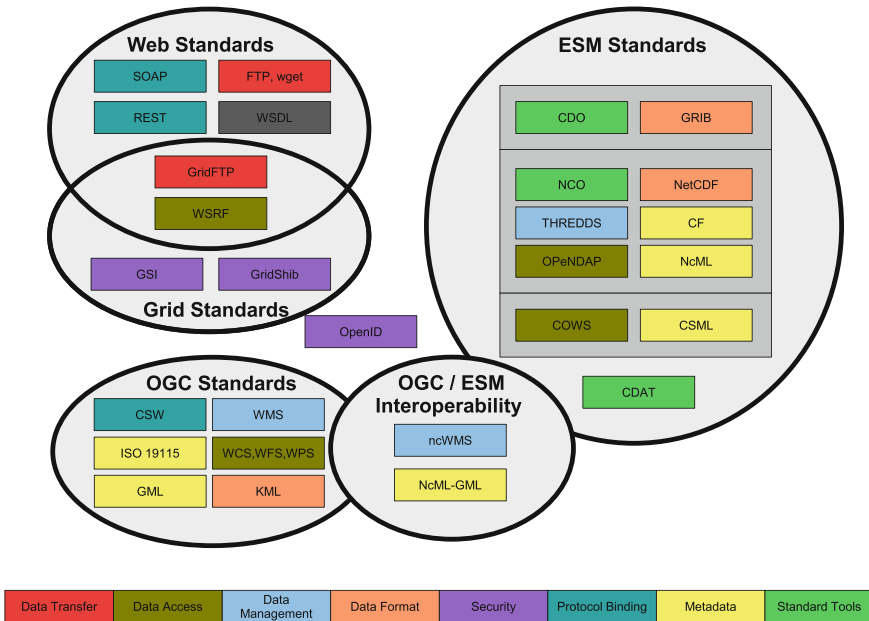 Web Standards
SOAP
FTP, wget
REST
WSDL
GridFTP
WSRF
GSI
GridShib
Grid Standards
OpenID
ESM Standards
CDO
GRIB
NCO
NetCDF
THREDDS
CF
OPeNDAP
NcML
COWS
CSML
CDAT
OGC Standards
CSW
WMS
ISO 19115
WCS,WFS,WPS
GML
KML
OGC / ESM
Interoperability
ncWMS
NcML-GML
Data Transfer
Data Access
Data
Management
Data Format
Security
Protocol Binding
Metadata
Standard Tools